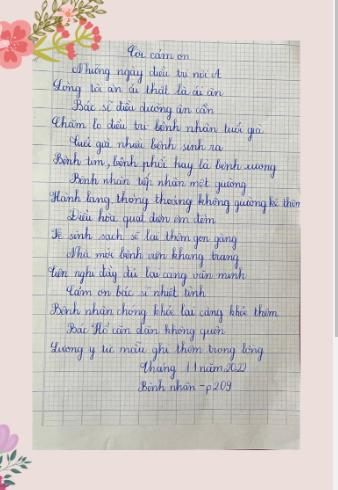 Lời cảm ơn
Những ngày điều trị nội A
Lòng tôi ấn ái thật là ái ân
Bác sĩ điều dưỡng ân cần
Chăm lo điều trị bệnh nhân tuổi già
Tuổi già nhiều bệnh sinh ra
Bệnh tim, bệnh phổi hay là bệnh xương
Bệnh nhân tiếp nhận một gương
Hành lang thông thoáng không giường kê thêm
Điều hòa quạt điện êm đềm
Vệ sinh sạch sẽ lại thêm gọn gàng
Nhà mới bệnh viện khang trang
Tiện nghi đầy đủ lại càng văn minh
Cảm ơn bác sĩ nhiệt tình
Bệnh nhân chóng khỏi lại càng khỏe thêm
Bác Hồ căn dặn không quên
Lương y từ mẫu ghi thêm trong lòng
Tháng 11 năm 2022
Bệnh nhân - p209